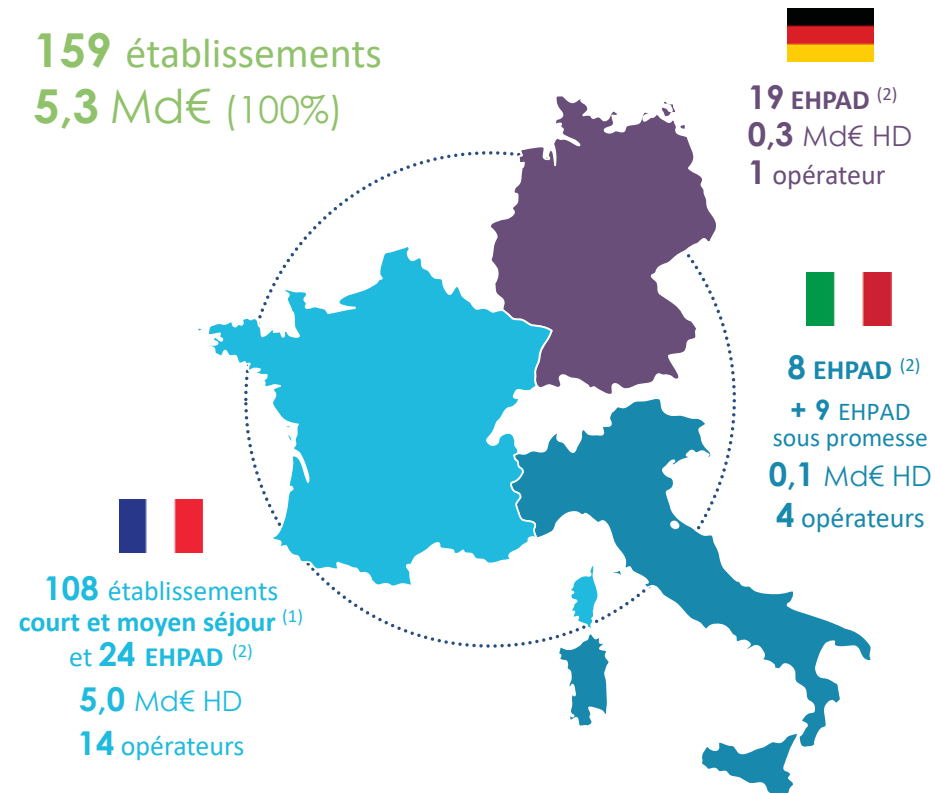 159 établissements
5,3 Md€ (100%)
19 EHPAD (2)
0,3 Md€ HD
1 opérateur
8 EHPAD (2)
+ 9 EHPAD
sous promesse
0,1 Md€ HD
4 opérateurs
108 établissements
court et moyen séjour (1)
et 24 EHPAD (2)
5,0 Md€ HD
14 opérateurs